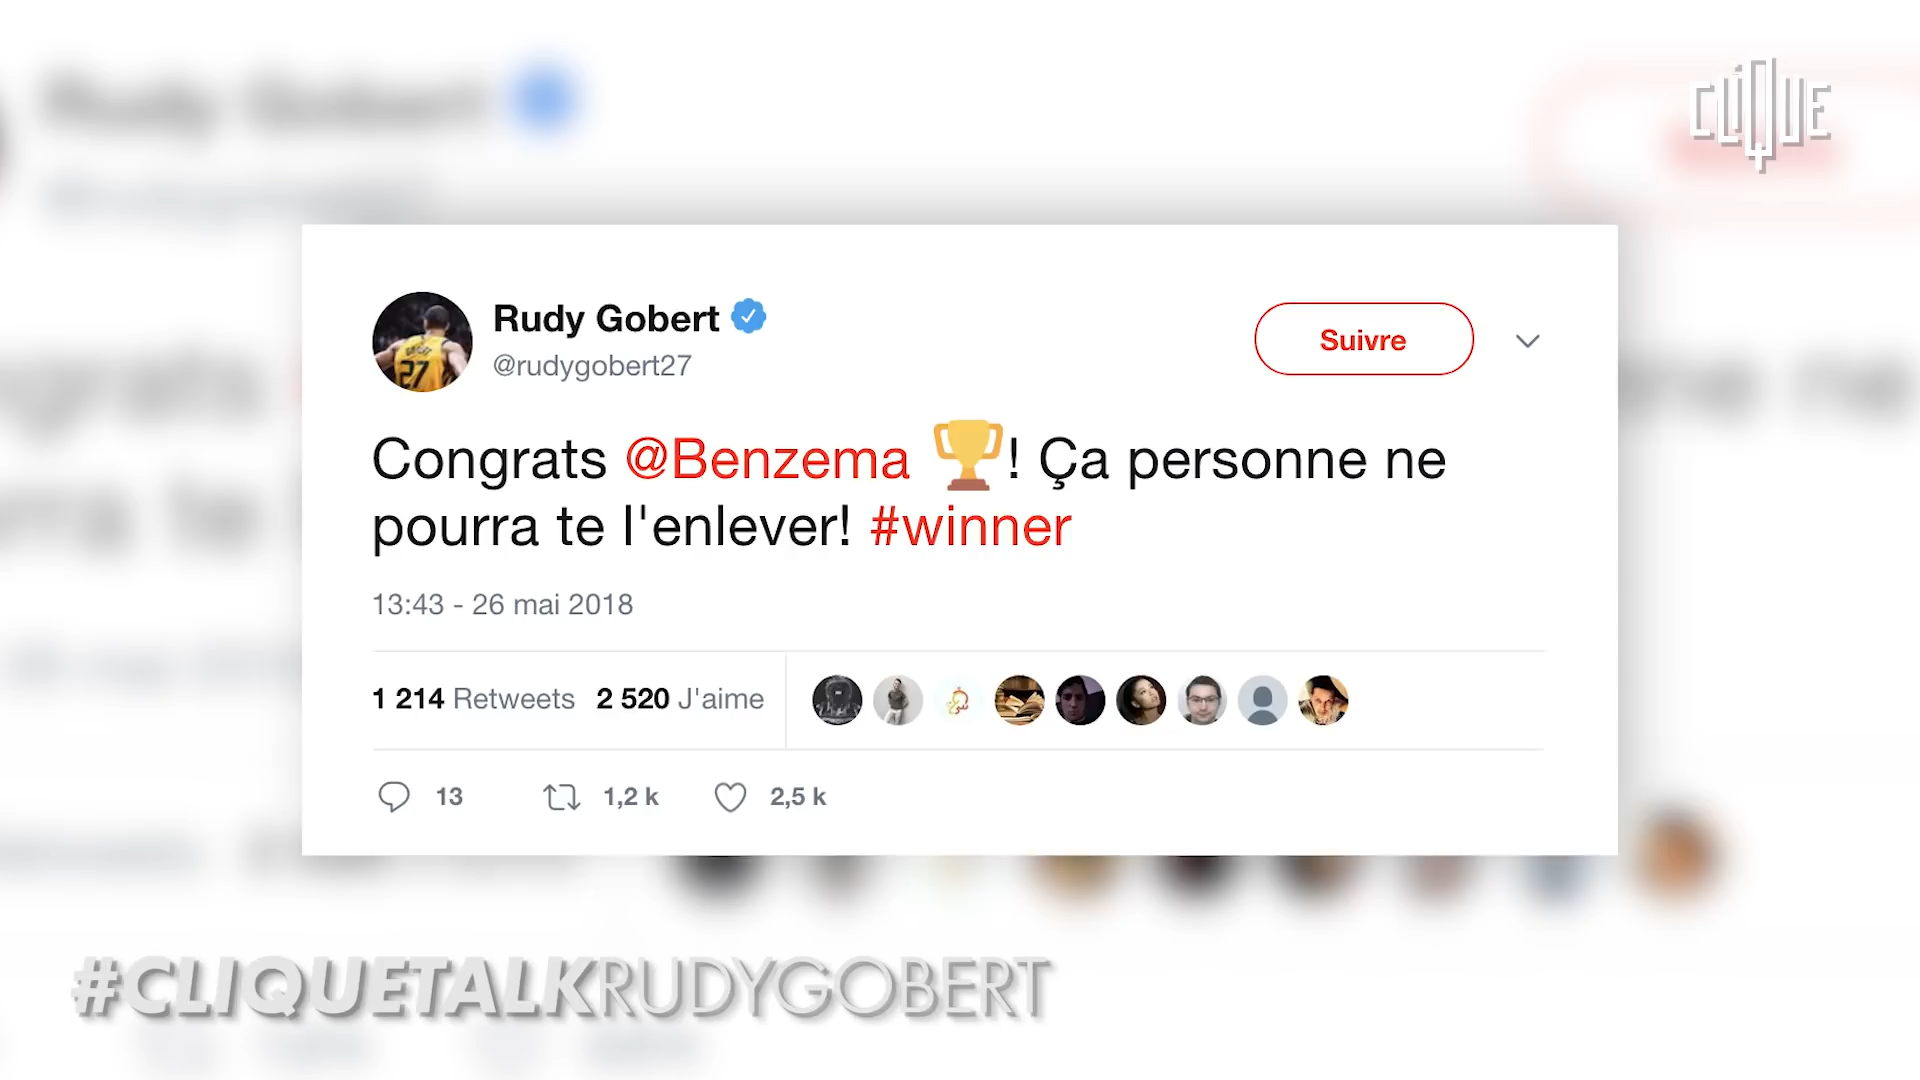 CLIQUE
Rudy Gobert
@rudygobert27
Suivre
Congrats @Benzema 🏆! Ça personne ne
pourra te l'enlever! #winner
13:43 - 26 mai 2018
1 214 Retweets 2 520 J'aime
13 1,2 k 2,5 k
#CLIQUETALKRUDYGOBERT